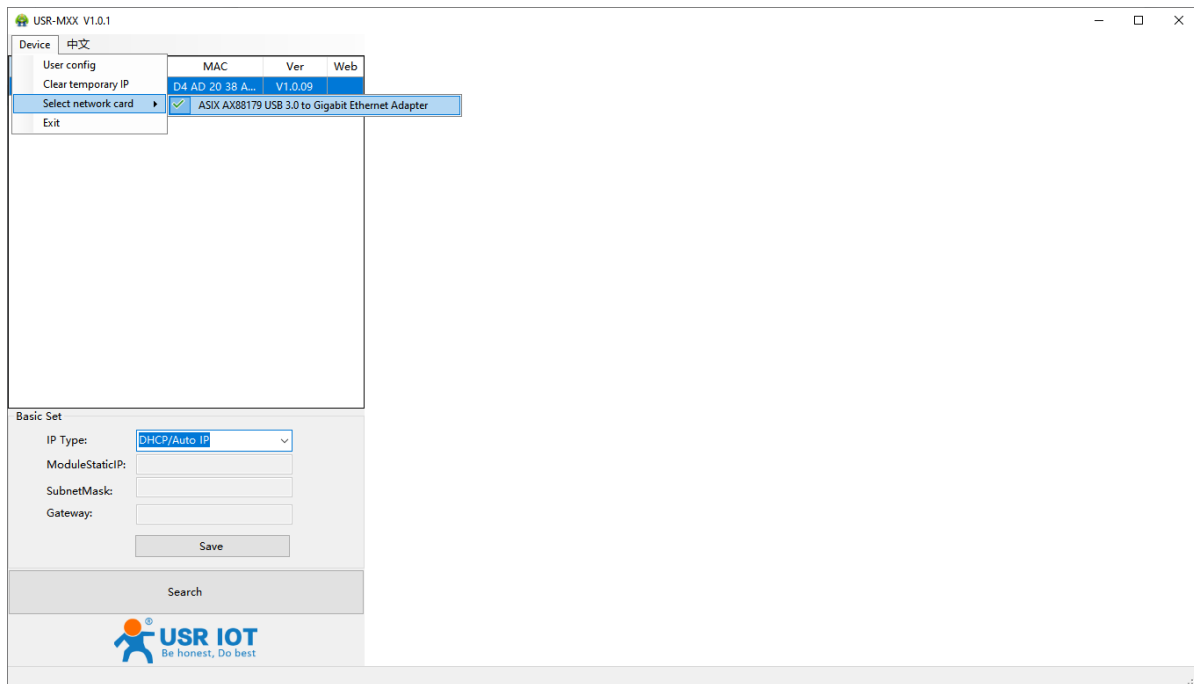 USR-MXX V1.0.1
Device 中文
User config
MAC Ver Web
Clear temporary IP
D4 AD 20 38 A... V1.0.09
Select network card
ASIX AX88179 USB 3.0 to Gigabit Ethernet Adapter
Exit
Basic Set
IP Type: DHCP/Auto IP
ModuleStaticIP:
SubnetMask:
Gateway:
Save
Search
USR IOT ®
Be honest, Do best